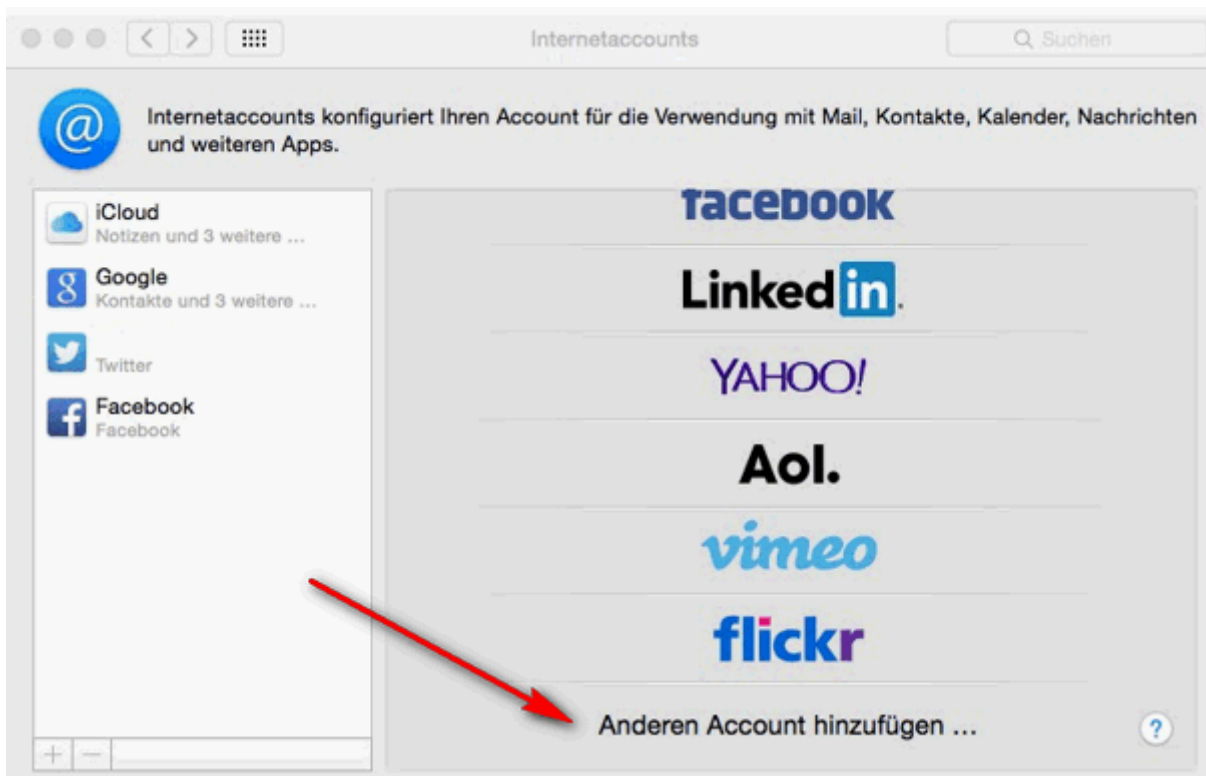 Internetaccounts
Suchen
Internetaccounts konfiguriert Ihren Account für die Verwendung mit Mail, Kontakte, Kalender, Nachrichten
und weiteren Apps.
iCloud
Notizen und 3 weitere ...
Google
Kontakte und 3 weitere ...
Twitter
Facebook
Facebook
facebook
Linked in.
YAHOO!
Aol.
vimeo
flickr
Anderen Account hinzufügen ...
?